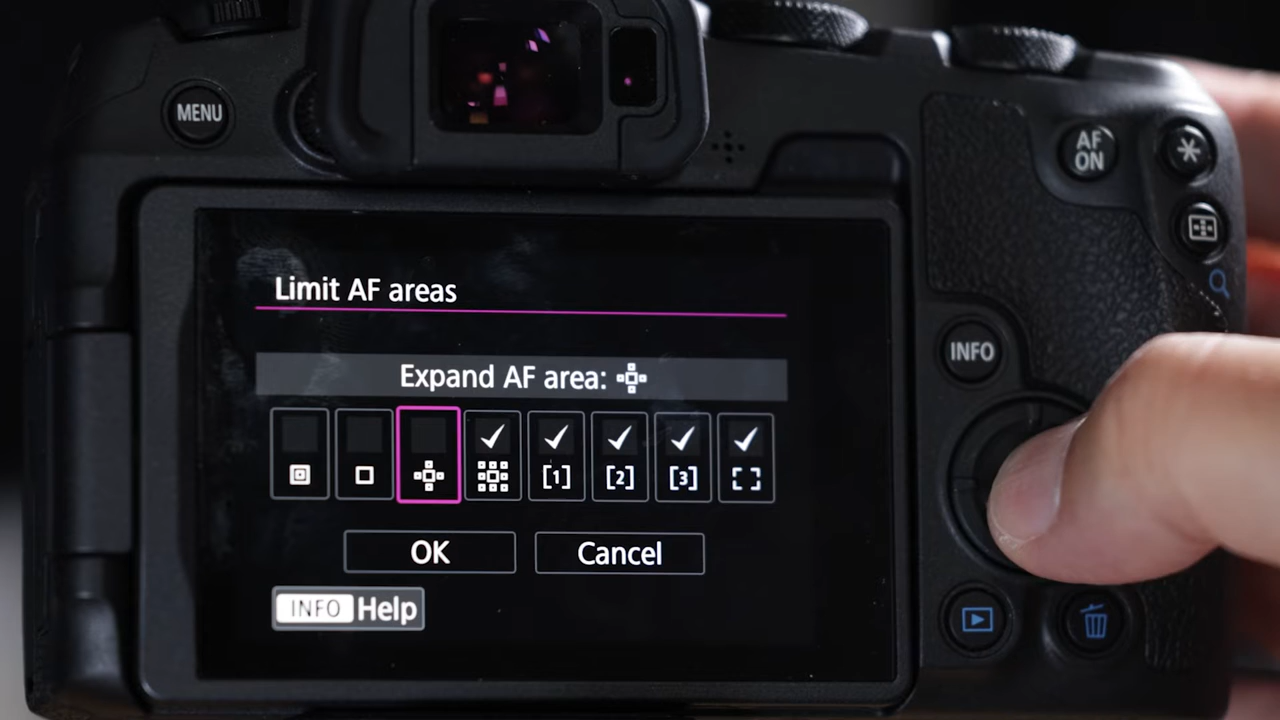 MENU
AF
ON
INFO
Limit AF areas
Expand AF area:
[1] [2] [3]
OK Cancel
INFO Help